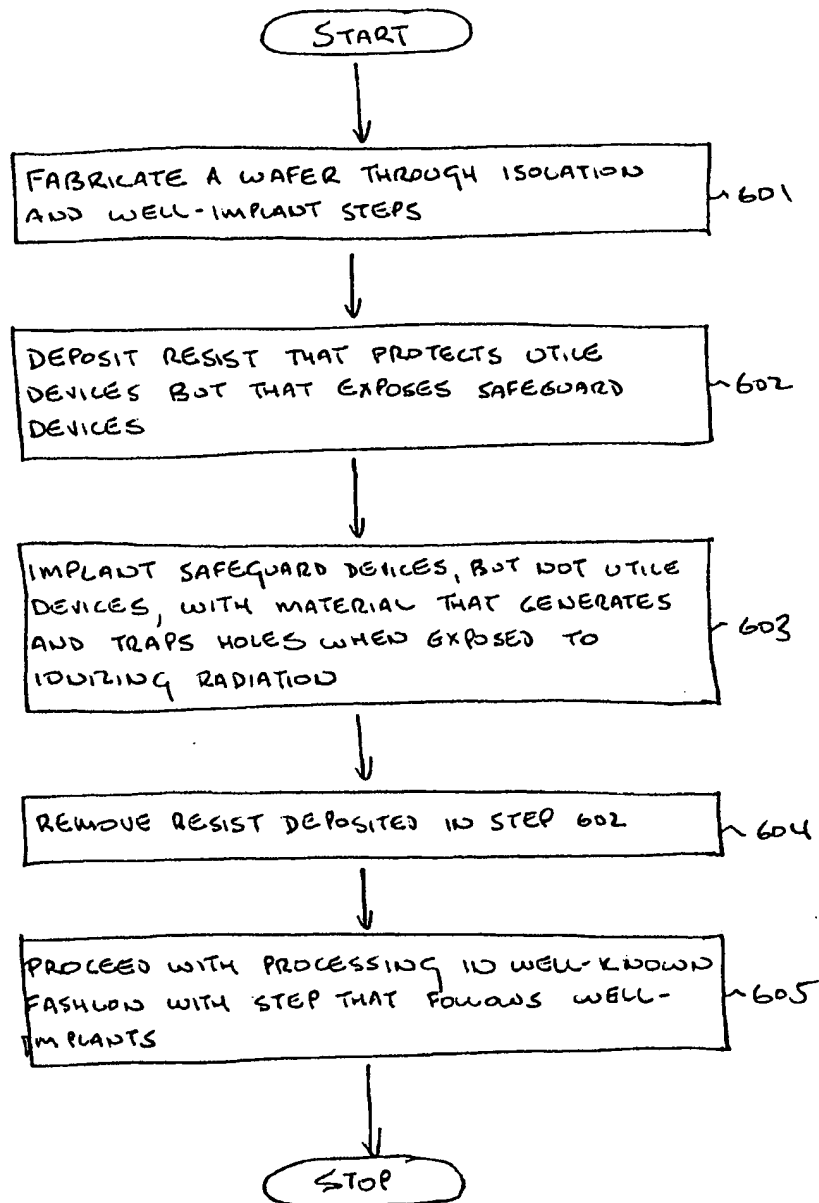 START
FABRICATE A WAFER THROUGH ISOLATION
AND WELL-IMPLANT STEPS
601
DEPOSIT RESIST THAT PROTECTS UTILE
DEVICES BUT THAT EXPOSES SAFEGUARD
DEVICES
602
IMPLANT SAFEGUARD DEVICES, BUT NOT UTILE
DEVICES, WITH MATERIAL THAT GENERATES
AND TRAPS HOLES WHEN EXPOSED TO
IONIZING RADIATION
603
REMOVE RESIST DEPOSITED IN STEP 602
604
PROCEED WITH PROCESSING IN WELL-KNOWN
FASHION WITH STEP THAT FOLLOWS WELL-
IMPLANTS
605
STOP